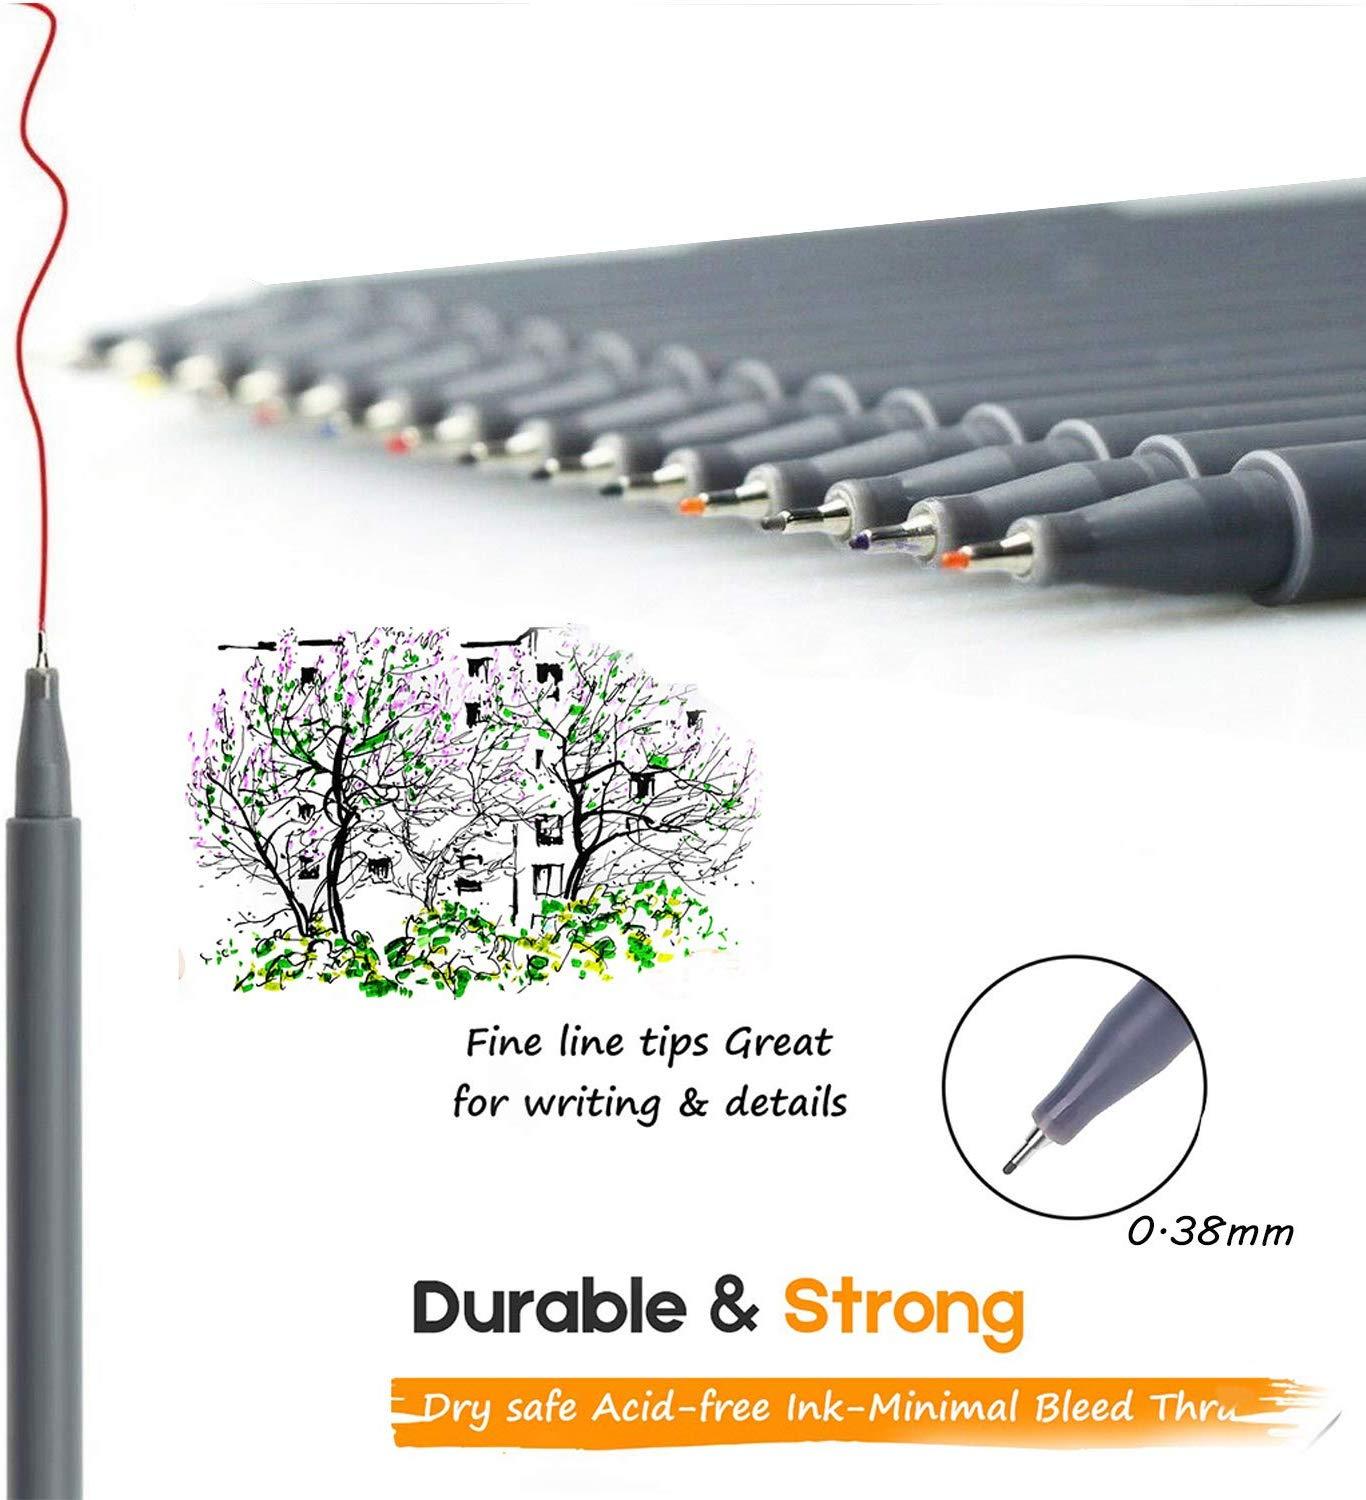 Fine line tips Great
for writing & details
0.38mm
Durable & Strong
Dry safe Acid-free Ink-Minimal Bleed Thru